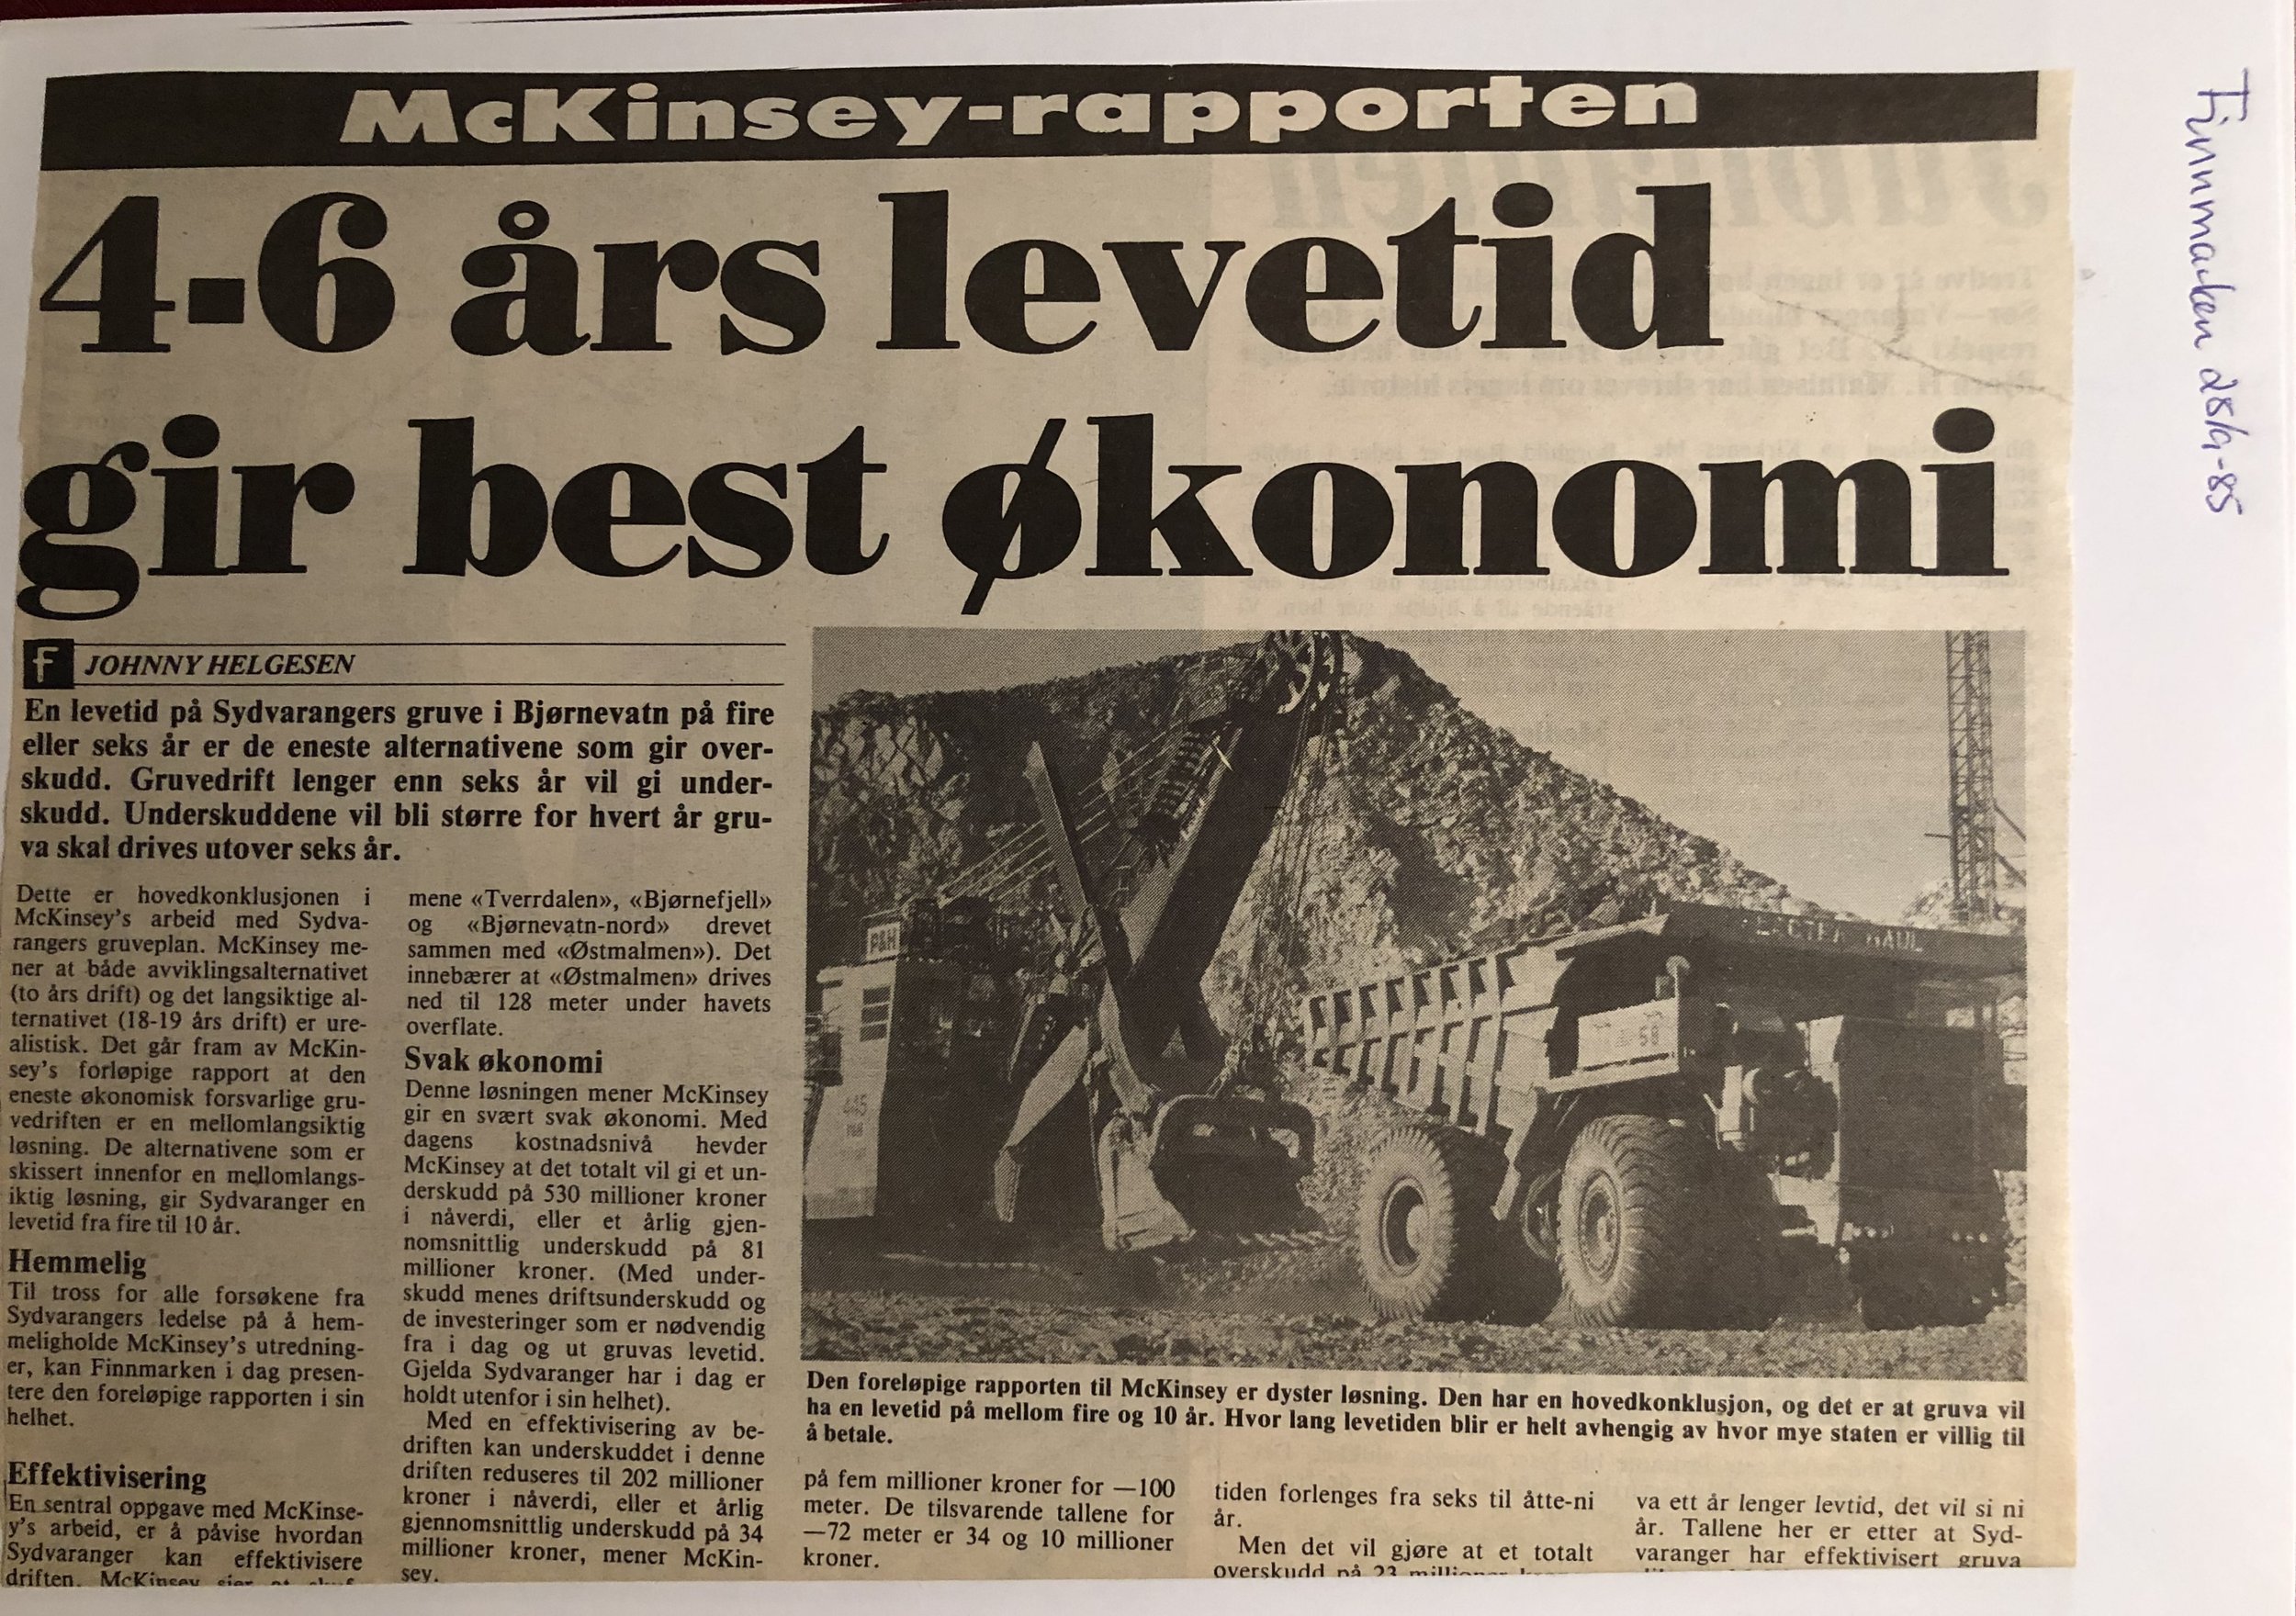 McKinsey-rapporten
4-6 års levetid
gir best økonomi
f JOHNNY HELGESEN
En levetid på Sydvarangers gruve i Bjørnevatn på fire
eller seks år er de eneste alternativene som gir over-
skudd. Gruvedrift lenger enn seks år vil gi under-
skudd. Underskuddene vil bli større for hvert år gru-
va skal drives utover seks år.
Dette er hovedkonklusjonen i
McKinsey's arbeid med Sydva-
rangers gruveplan. McKinsey me-
ner at både avviklingsalternativet
(to års drift) og det langsiktige al-
ternativet (18-19 års drift) er ure-
alistisk. Det går fram av McKin-
sey's forløpige rapport at den
eneste økonomisk forsvarlige gru-
vedriften er en mellomlangsiktig
løsning. De alternativene som er
skissert innenfor en mellomlangs-
iktig løsning, gir Sydvaranger en
levetid fra fire til 10 år.
Hemmelig
Til tross for alle forsøkene fra
Sydvarangers ledelse på å hem-
meligholde McKinsey's utredning-
er, kan Finnmarken i dag presen-
tere den foreløpige rapporten i sin
helhet.
Effektivisering
En sentral oppgave med McKinse-
y's arbeid, er å påvise hvordan
Sydvaranger kan effektivisere
driften. McKinsey sier at
mene «Tverrdalen», «Bjørnefjell»
og «Bjørnevatn-nord» drevet
sammen med «Østmalmen»). Det
innebærer at «Østmalmen» drives
ned til 128 meter under havets
overflate.
Svak økonomi
Denne løsningen mener McKinsey
gir en svært svak økonomi. Med
dagens kostnadsnivå hevder
McKinsey at det totalt vil gi et un-
derskudd på 530 millioner kroner
i nåverdi, eller et årlig gjen-
nomsnittlig underskudd på 81
millioner kroner. (Med under-
skudd menes driftsunderskudd og
de investeringer som er nødvendig
fra i dag og ut gruvas levetid.
Gjelda Sydvaranger har i dag er
holdt utenfor i sin helhet).
Med en effektivisering av be-
driften kan underskuddet i denne
driften reduseres til 202 millioner
kroner i nåverdi, eller et årlig
gjennomsnittlig underskudd på 34
millioner kroner, mener McKin-
sey.
P&H
HAUL
58
Den foreløpige rapporten til McKinsey er dyster løsning. Den har en hovedkonklusjon, og det er at gruva vil
ha en levetid på mellom fire og 10 år. Hvor lang levetiden blir er helt avhengig av hvor mye staten er villig til
å betale.
på fem millioner kroner for —100
meter. De tilsvarende tallene for
—72 meter er 34 og 10 millioner
kroner.
tiden forlenges fra seks til åtte-ni
år.
Men det vil gjøre at et totalt
overskudd på 23 millioner
va ett år lenger levtid, det vil si ni
år. Tallene her er etter at Syd-
varanger har effektivisert gruva
Finnmarken 28/9-85